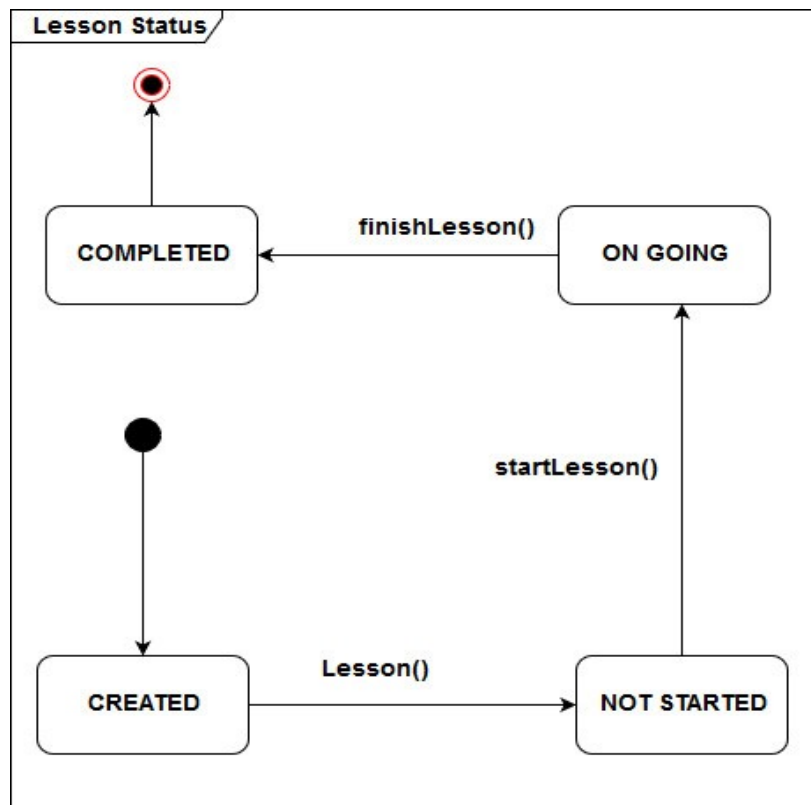 Lesson Status
finishLesson()
COMPLETED
ON GOING
startLesson()
Lesson()
CREATED
NOT STARTED